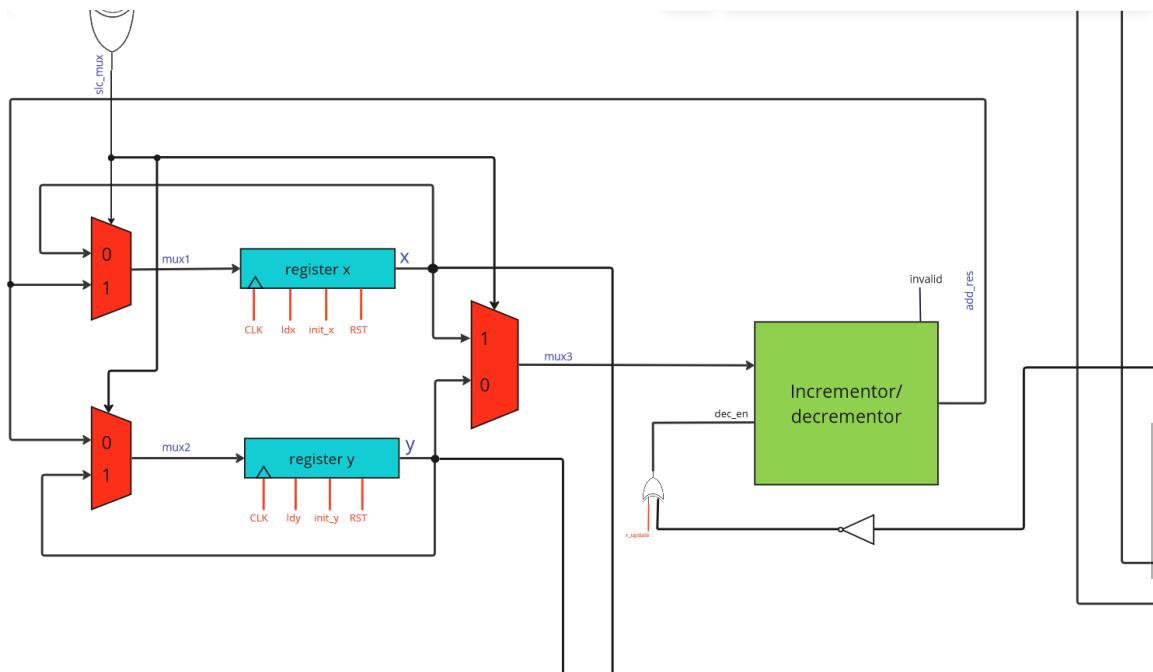 slc_mux
0
1
mux1
register x
x
CLK
ldx
init_x
RST
1
0
mux3
invalid
add_res
Incrementor/
decrementor
dec_en
0
1
mux2
register y
y
CLK
ldy
init_y
RST
r_update